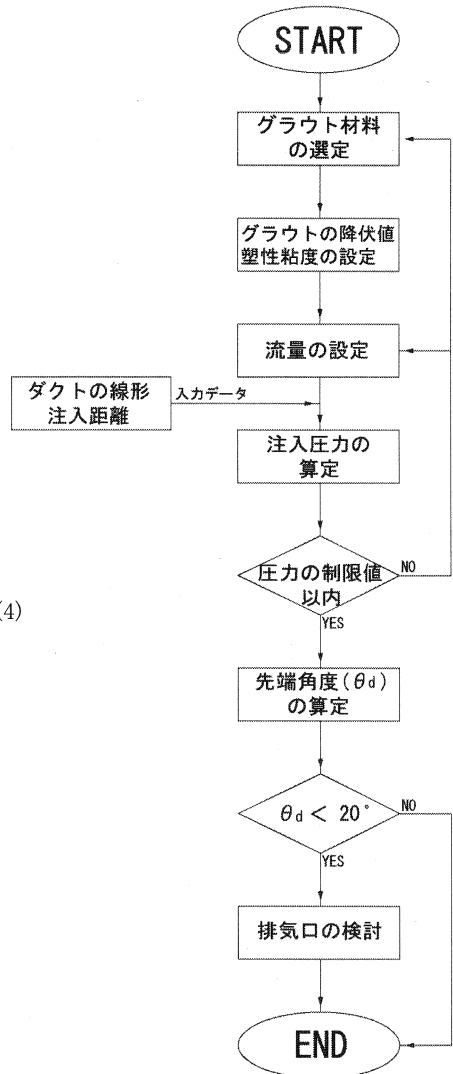 START
グラウト材料
の選定
グラウトの降伏値
塑性粘度の設定
流量の設定
ダクトの線形
注入距離
入力データ
注入圧力の
算定
圧力の制限値
以内
NO
YES
(4)
先端角度(θd)
の算定
θd < 20°
NO
YES
排気口の検討
END